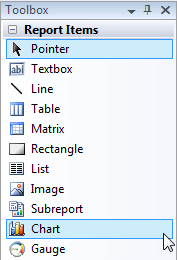 Toolbox
Report Items
Pointer
Textbox
Line
Table
Matrix
Rectangle
List
Image
Subreport
Chart
Gauge